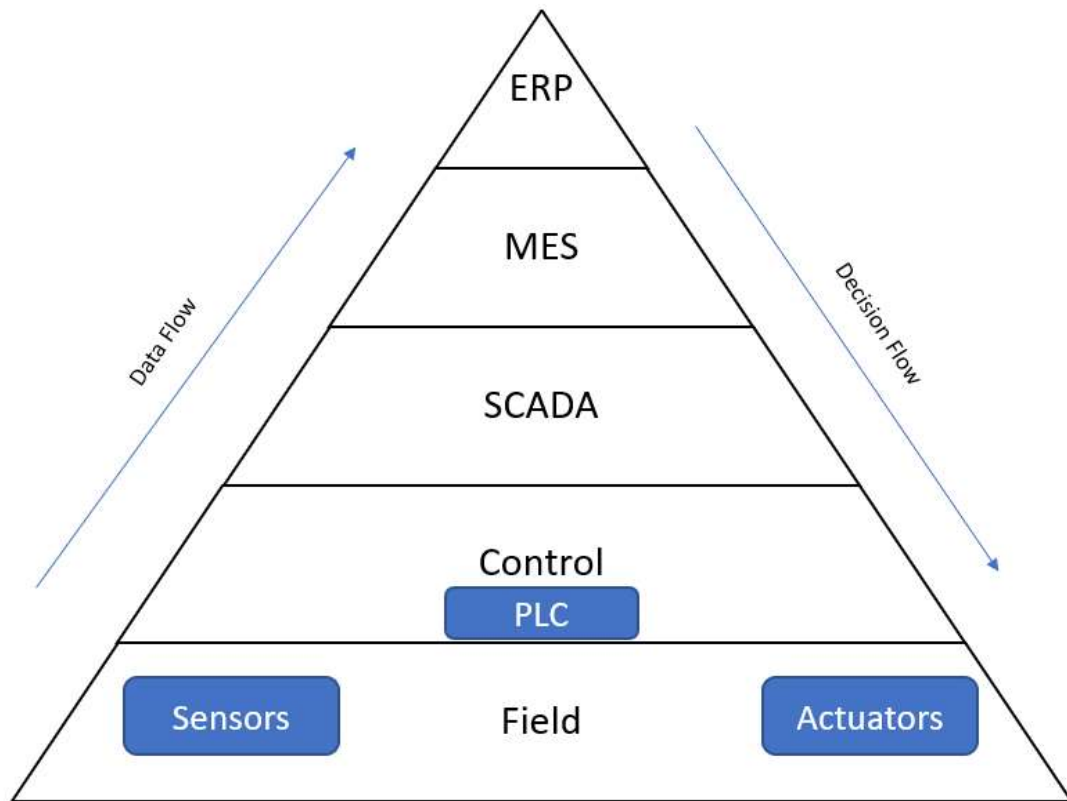 ERP
MES
Data Flow
Decision Flow
SCADA
Control
PLC
Sensors
Field
Actuators